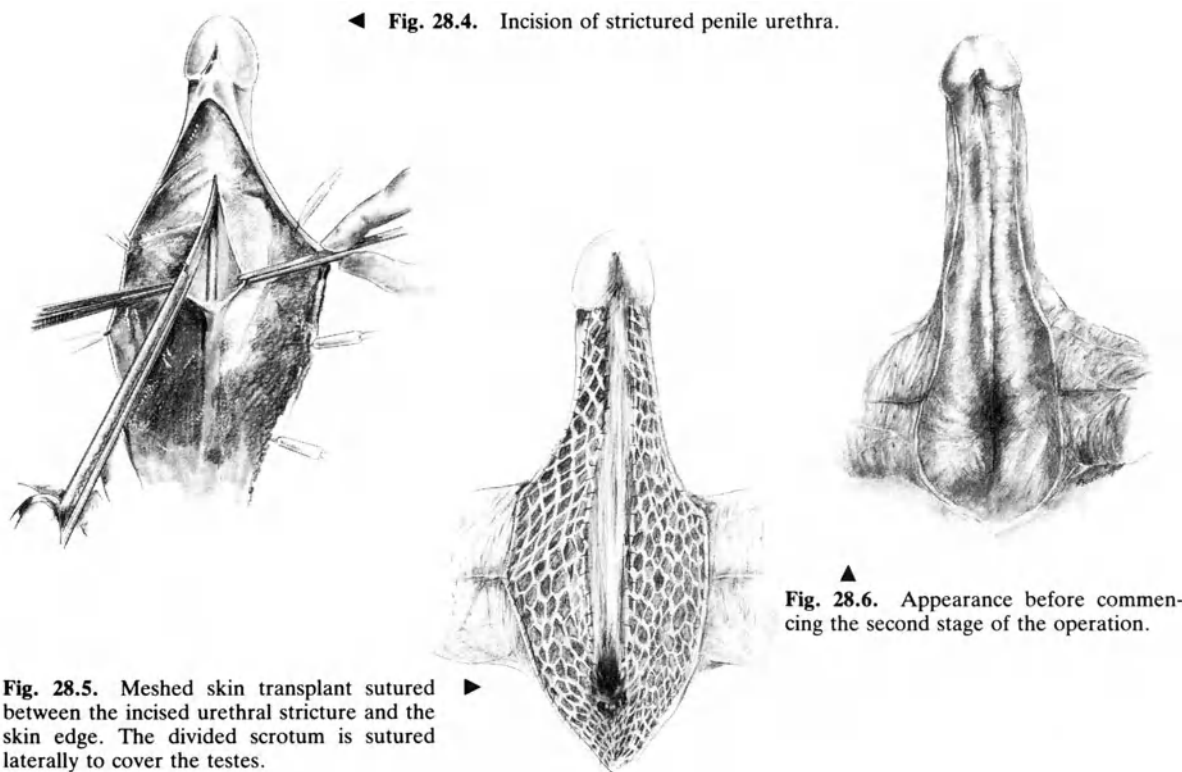 ◄ Fig. 28.4. Incision of strictured penile urethra.
▲
Fig. 28.6. Appearance before commen-
cing the second stage of the operation.
Fig. 28.5. Meshed skin transplant sutured ►
between the incised urethral stricture and the
skin edge. The divided scrotum is sutured
laterally to cover the testes.